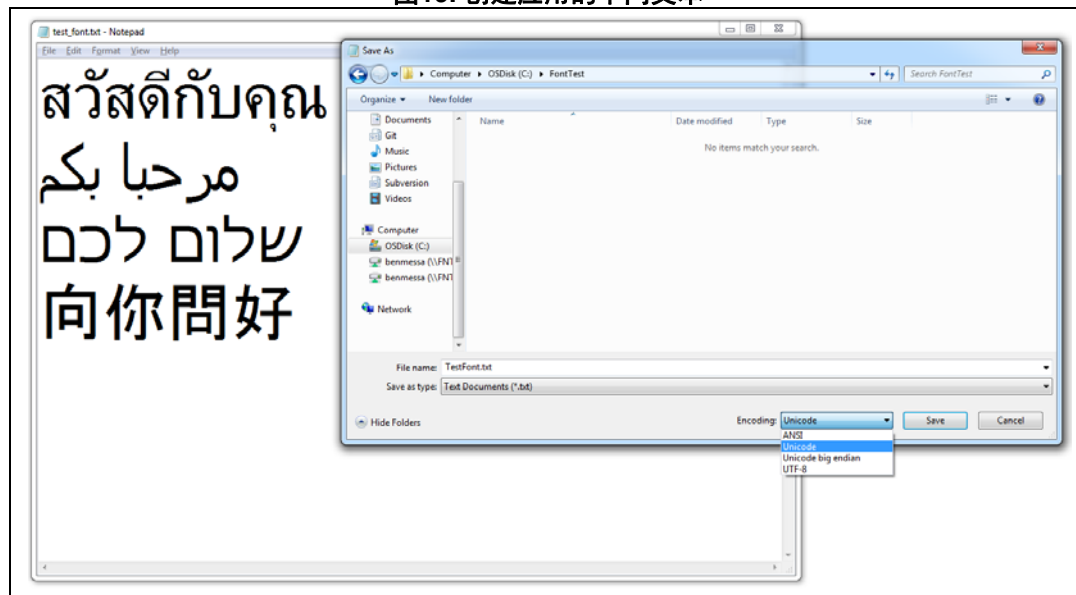 test_font.txt - Notepad
File Edit Format View Help
สวัสดีกับคุณ
مرحبا بكم
שלום לכם
向你問好
Save As
Computer OSDisk (C:) FontTest
Search FontTest
Organize New folder
Documents
Git
Music
Pictures
Subversion
Videos
Computer
OSDisk (C:)
benmessa (\\FNT
benmessa (\\FNT
Network
Name Date modified Type Size
No items match your search.
File name: TestFont.txt
Save as type: Text Documents (*.txt)
Hide Folders
Encoding: Unicode
Save Cancel
ANSI
Unicode
Unicode big endian
UTF-8